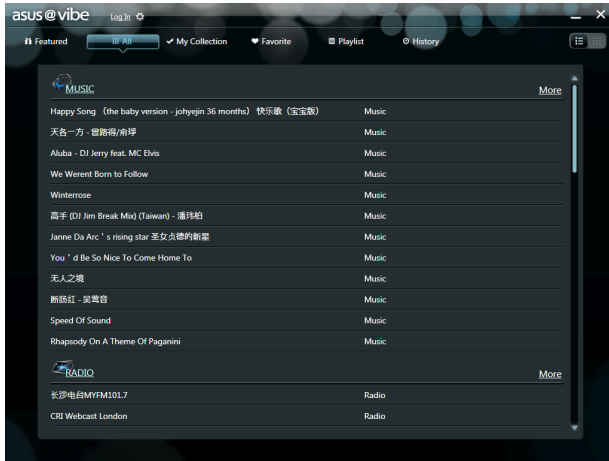 asus@vibe Log In
Featured All My Collection Favorite Playlist History
MUSIC More
Happy Song （the baby version - johyejin 36 months） 快乐歌（宝宝版） Music
天各一方 - 曾路得/俞琤 Music
Aluba - DJ Jerry feat. MC Elvis Music
We Werent Born to Follow Music
Winterrose Music
高手 (DJ Jim Break Mix) (Taiwan) - 潘玮柏 Music
Janne Da Arc＇s rising star 圣女贞德的新星 Music
You＇d Be So Nice To Come Home To Music
无人之境 Music
断肠红 - 吴莺音 Music
Speed Of Sound Music
Rhapsody On A Theme Of Paganini Music
RADIO More
长沙电台MYFM101.7 Radio
CRI Webcast London Radio